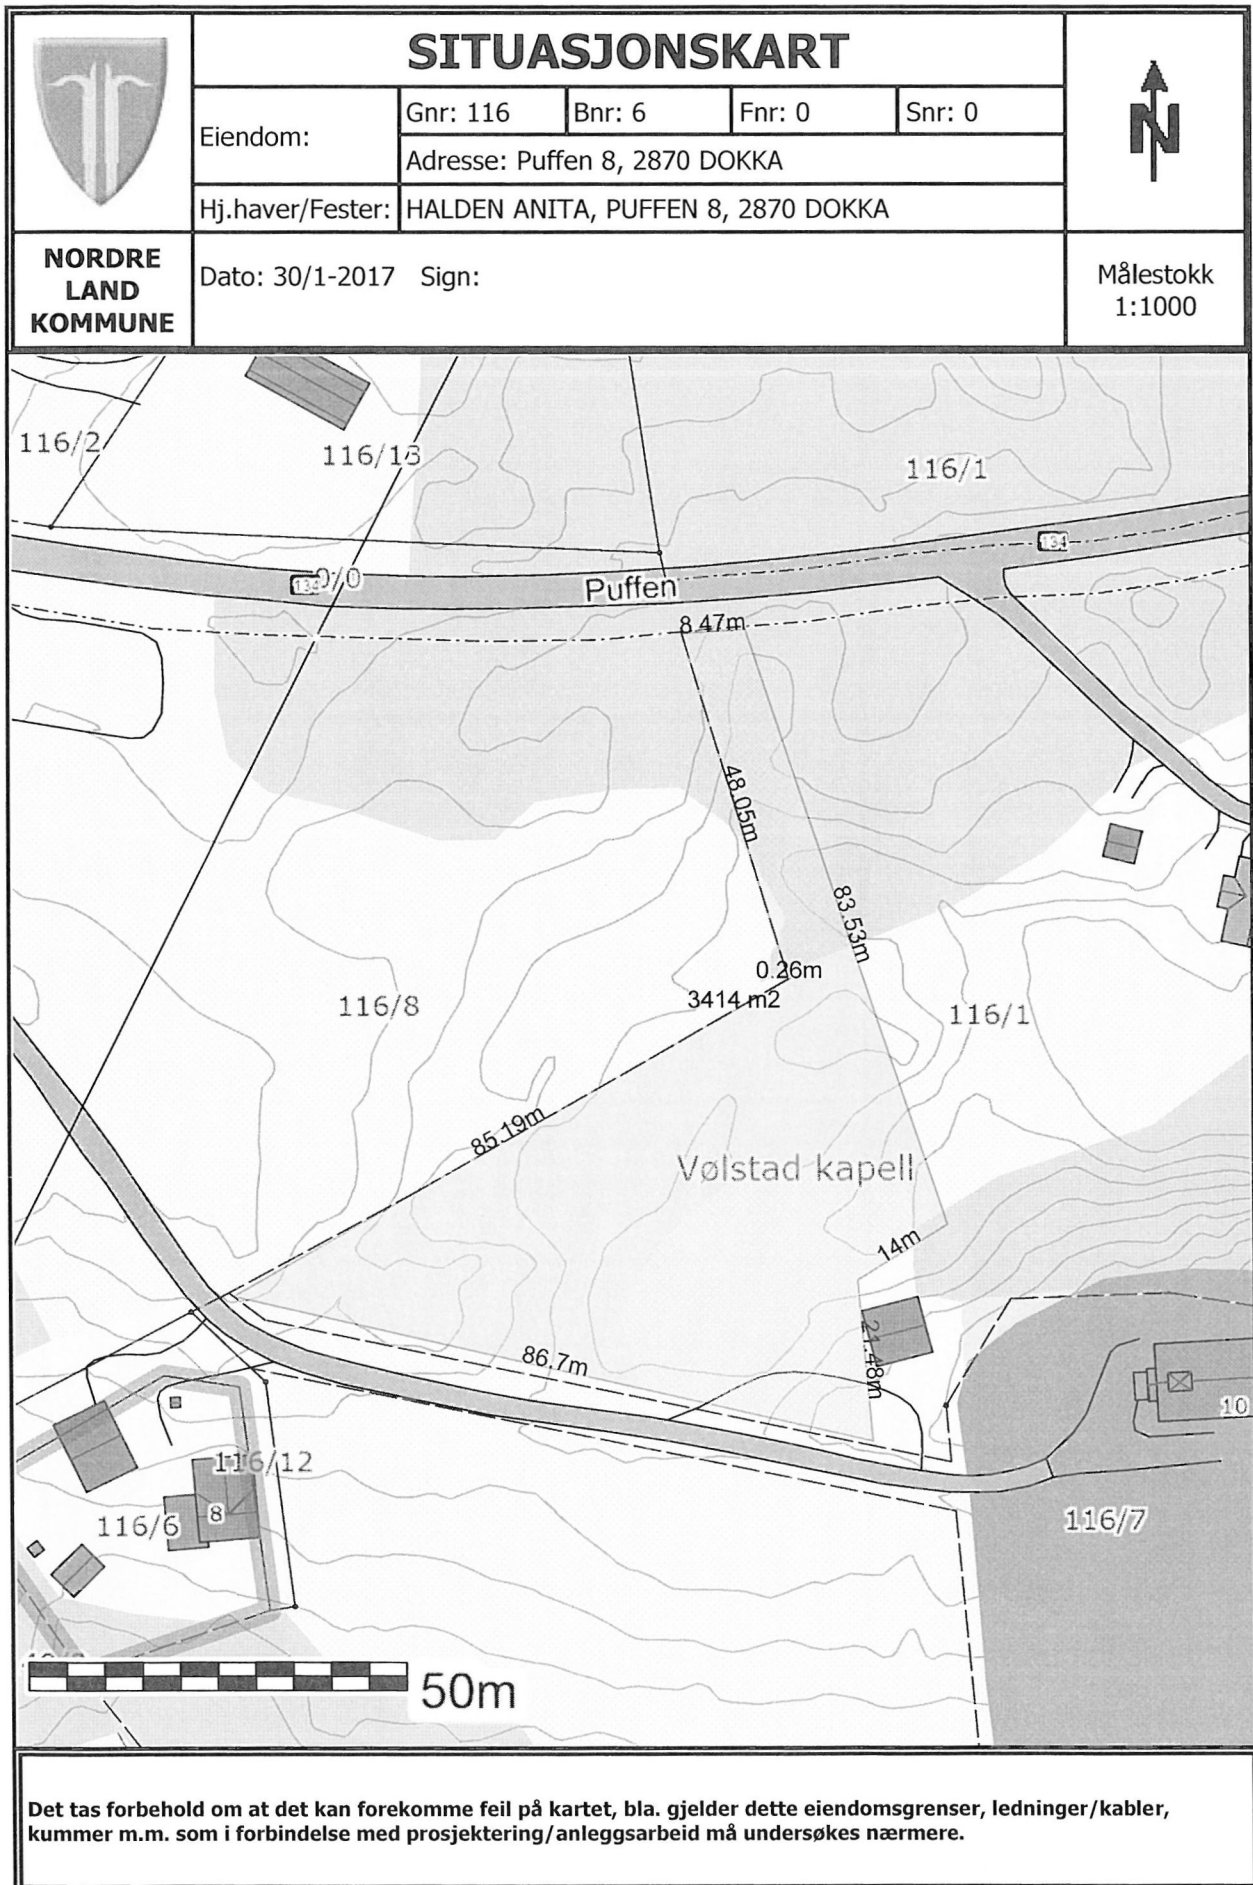 SITUASJONSKART
Eiendom:
Gnr: 116
Bnr: 6
Fnr: 0
Snr: 0
Adresse: Puffen 8, 2870 DOKKA
Hj.haver/Fester:
HALDEN ANITA, PUFFEN 8, 2870 DOKKA
N
NORDRE
LAND
KOMMUNE
Dato: 30/1-2017 Sign:
Målestokk
1:1000
116/2
116/13
116/1
134
134
0/0
Puffen
8.47m
48.05m
83.53m
0.26m
3414 m2
116/8
116/1
85.19m
Vølstad kapell
14m
21.48m
86.7m
10
116/12
8
116/6
116/7
50m
Det tas forbehold om at det kan forekomme feil på kartet, bla. gjelder dette eiendomsgrenser, ledninger/kabler,
kummer m.m. som i forbindelse med prosjektering/anleggsarbeid må undersøkes nærmere.